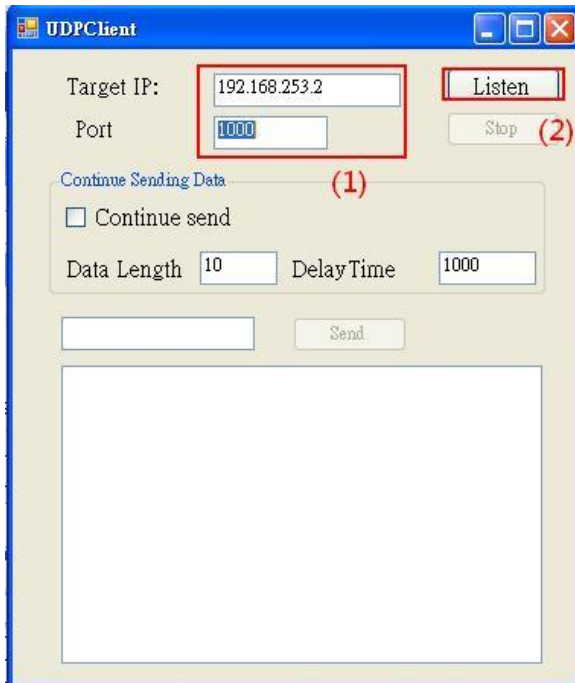 UDPClient
Target IP: 192.168.253.2 Listen
Port 1000 Stop (2)
Continue Sending Data (1)
Continue send
Data Length 10 DelayTime 1000
Send